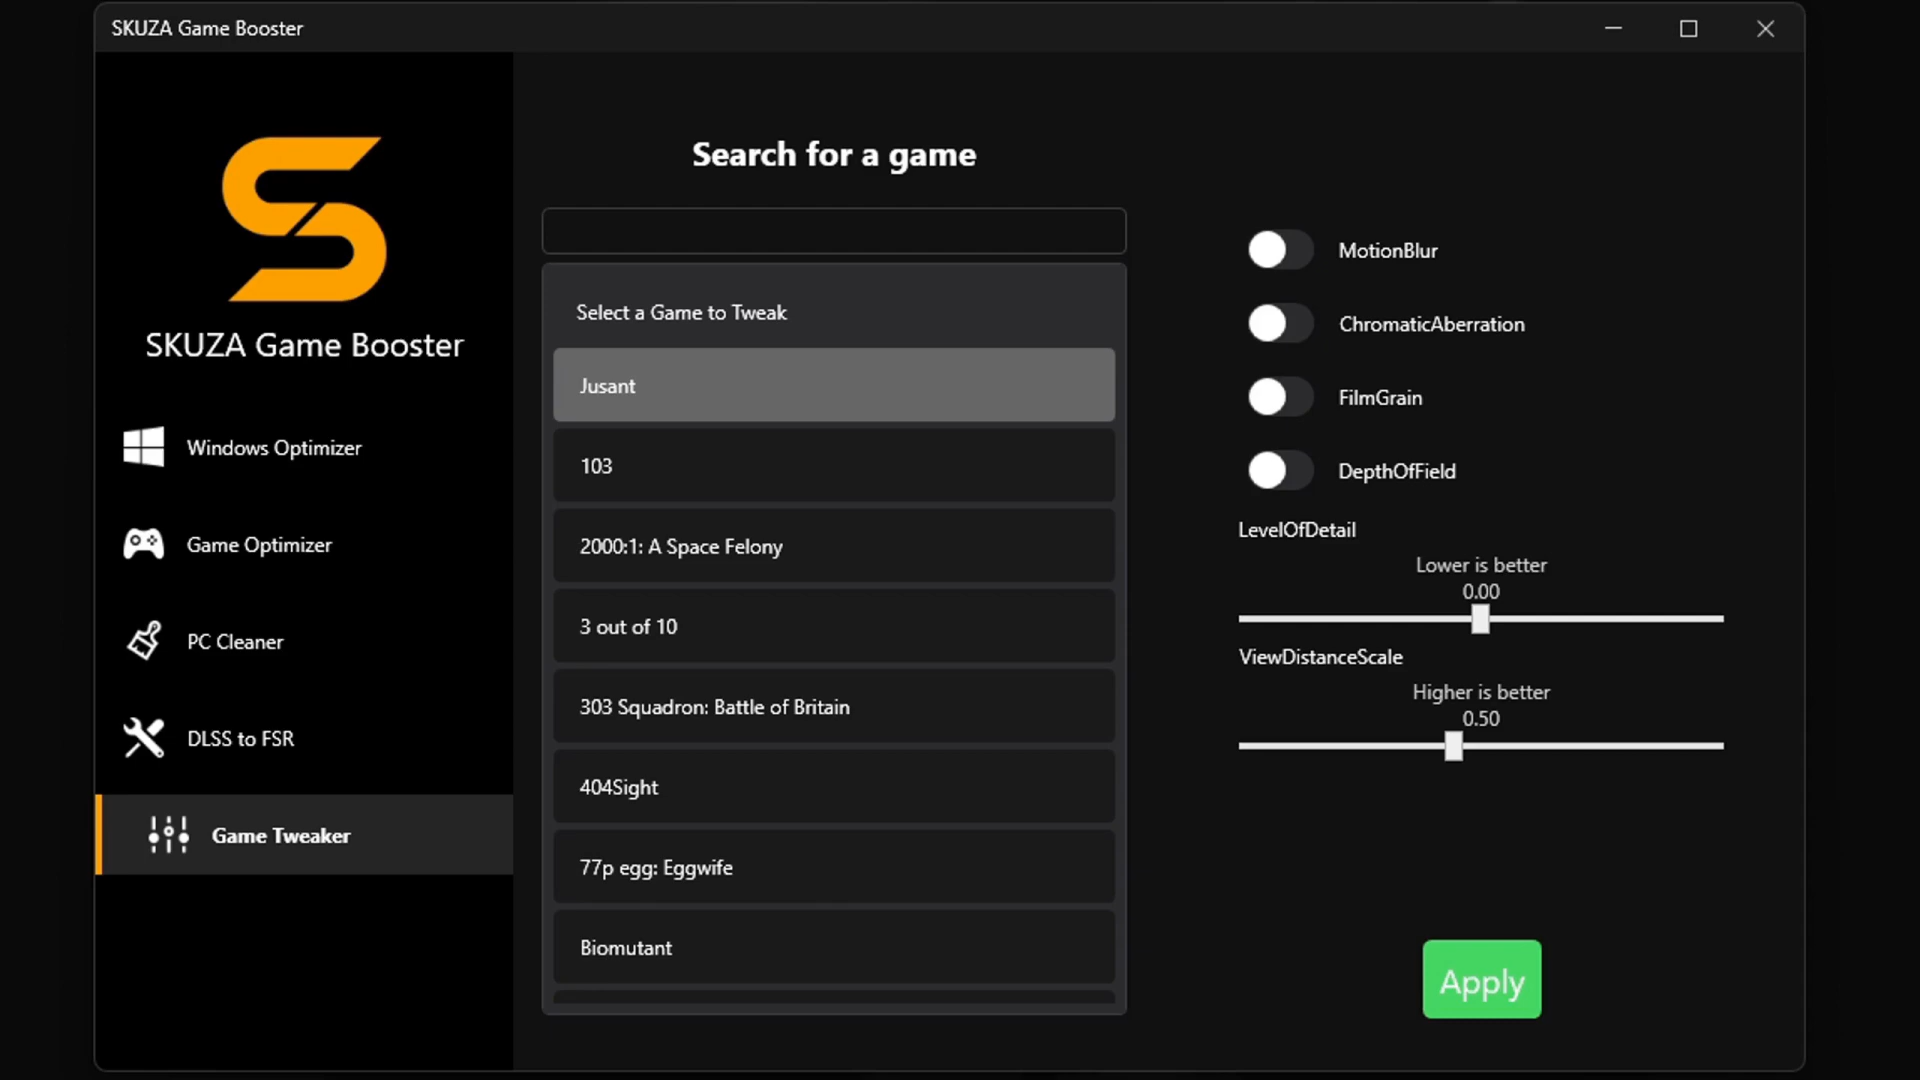 SKUZA Game Booster
SKUZA Game Booster
Windows Optimizer
Game Optimizer
PC Cleaner
DLSS to FSR
Game Tweaker
Search for a game
Select a Game to Tweak
Jusant
103
2000:1: A Space Felony
3 out of 10
303 Squadron: Battle of Britain
404Sight
77p egg: Eggwife
Biomutant
MotionBlur
ChromaticAberration
FilmGrain
DepthOfField
LevelOfDetail
Lower is better
0.00
ViewDistanceScale
Higher is better
0.50
Apply